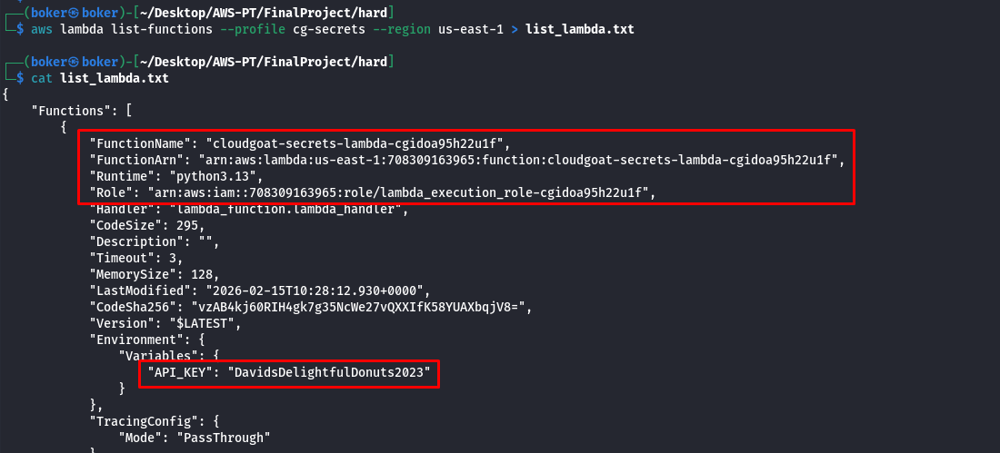 (boker㉿boker)-[~/Desktop/AWS-PT/FinalProject/hard]
$ aws lambda list-functions --profile cg-secrets --region us-east-1 > list_lambda.txt
(boker㉿boker)-[~/Desktop/AWS-PT/FinalProject/hard]
$ cat list_lambda.txt
{
    "Functions": [
        {
            "FunctionName": "cloudgoat-secrets-lambda-cgidoa95h22u1f",
            "FunctionArn": "arn:aws:lambda:us-east-1:708309163965:function:cloudgoat-secrets-lambda-cgidoa95h22u1f",
            "Runtime": "python3.13",
            "Role": "arn:aws:iam::708309163965:role/lambda_execution_role-cgidoa95h22u1f",
            "Handler": "lambda_function.lambda_handler",
            "CodeSize": 295,
            "Description": "",
            "Timeout": 3,
            "MemorySize": 128,
            "LastModified": "2026-02-15T10:28:12.930+0000",
            "CodeSha256": "vzAB4kj60RIH4gk7g35NcWe27vQXXIfK58YUAXbqjV8=",
            "Version": "$LATEST",
            "Environment": {
                "Variables": {
                    "API_KEY": "DavidsDelightfulDonuts2023"
                }
            },
            "TracingConfig": {
                "Mode": "PassThrough"
            }